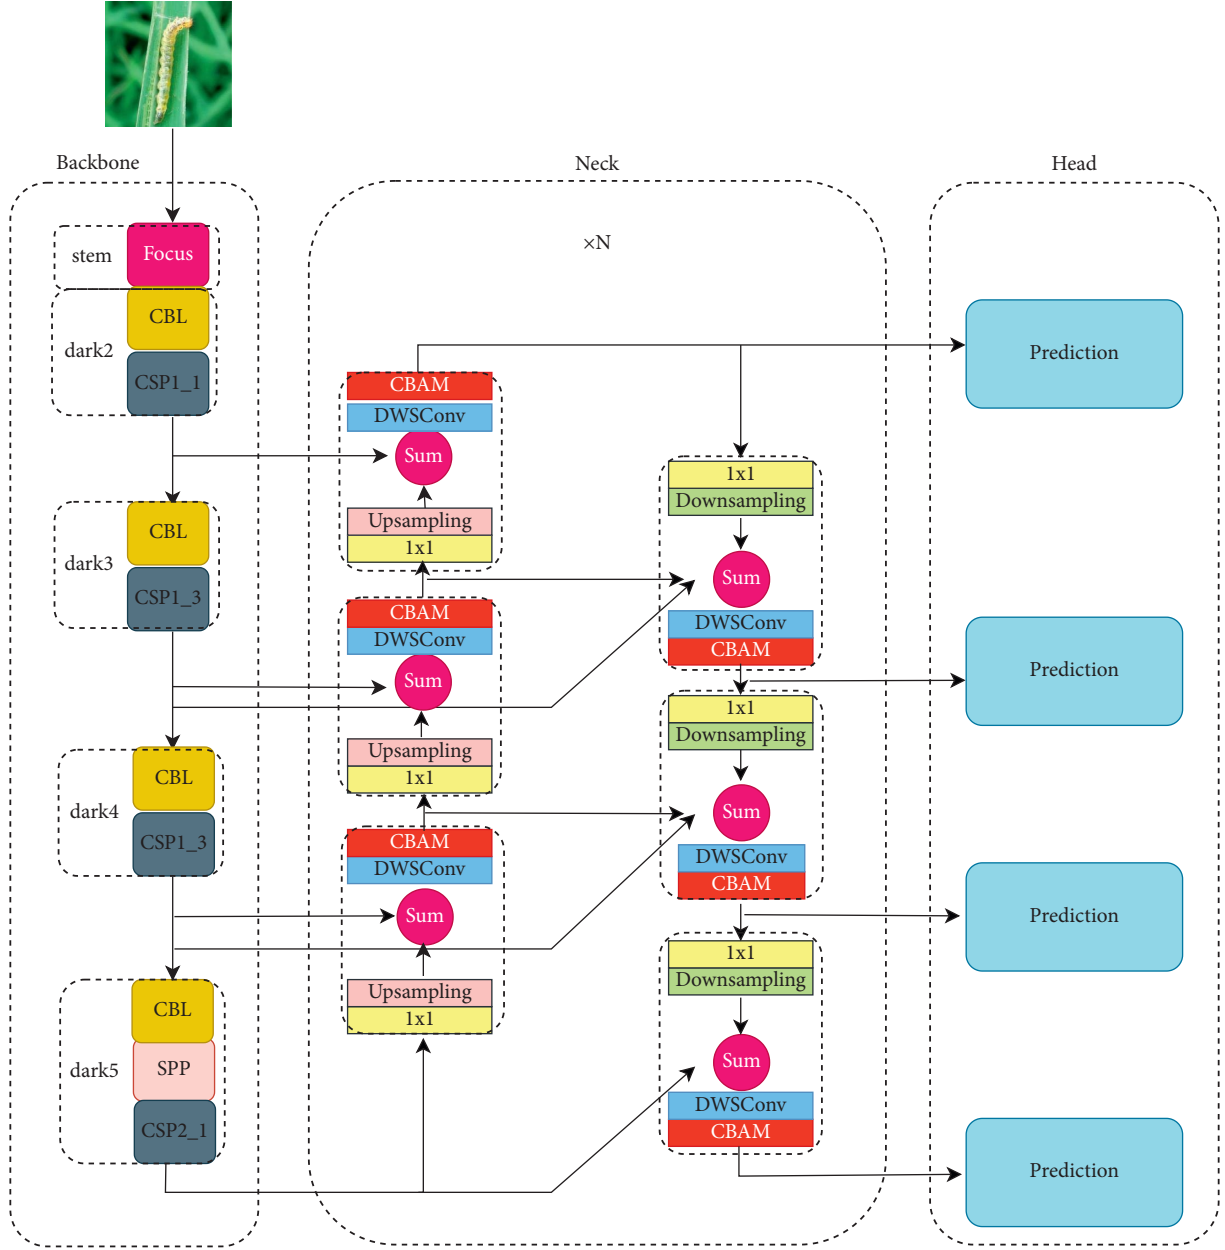 Backbone
stem
Focus
dark2
CBL
CSP1_1
dark3
CBL
CSP1_3
dark4
CBL
CSP1_3
dark5
CBL
SPP
CSP2_1
Neck
×N
CBAM
DWSConv
Sum
Upsampling
1x1
CBAM
DWSConv
Sum
Upsampling
1x1
CBAM
DWSConv
Sum
Upsampling
1x1
1x1
Downsampling
Sum
DWSConv
CBAM
1x1
Downsampling
Sum
DWSConv
CBAM
1x1
Downsampling
Sum
DWSConv
CBAM
Head
Prediction
Prediction
Prediction
Prediction